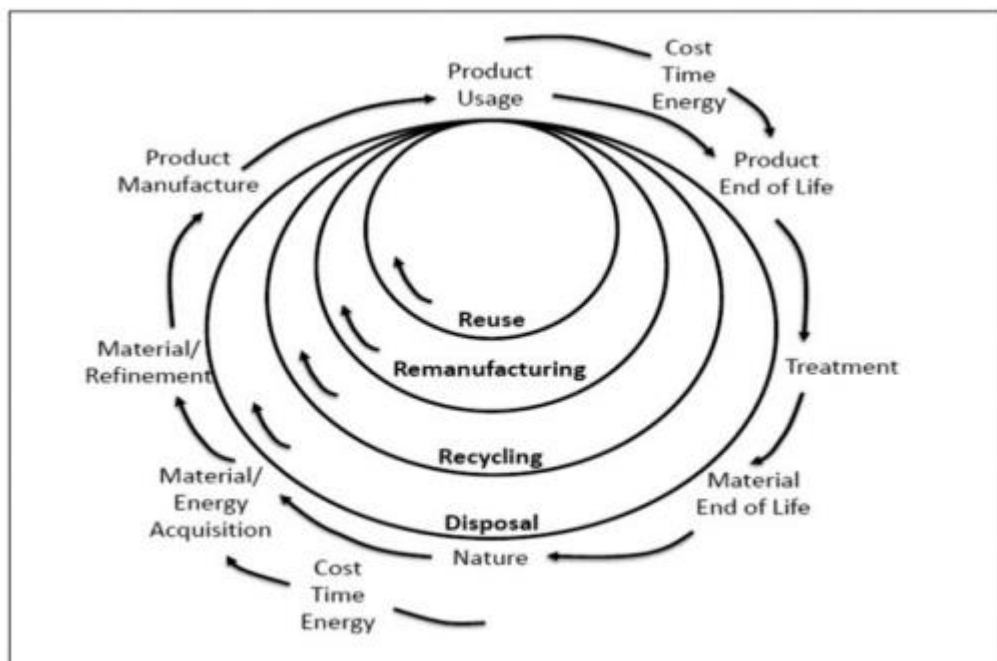 Cost
Time
Energy
Product
Usage
Product
End of Life
Product
Manufacture
Reuse
Material/
Refinement
Remanufacturing
Treatment
Recycling
Material/
Energy
Acquisition
Material
End of Life
Disposal
Nature
Cost
Time
Energy